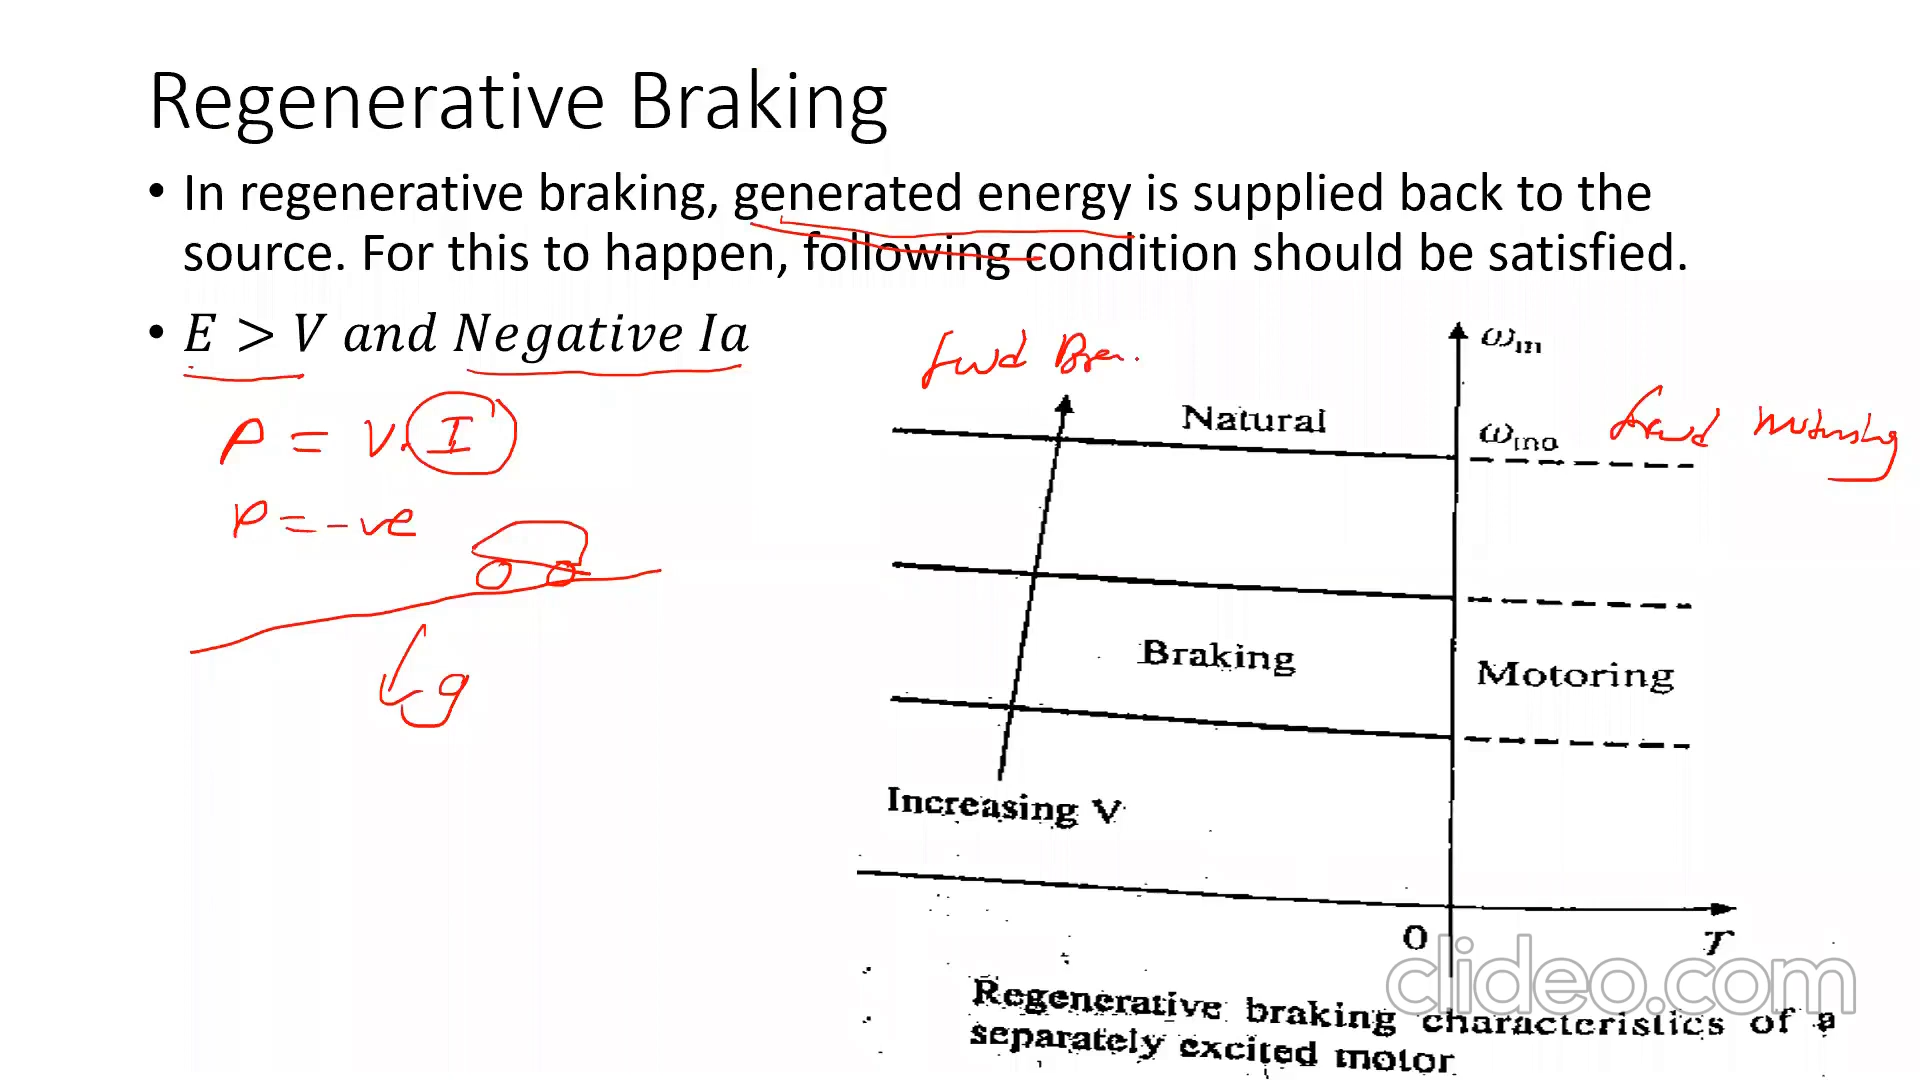 Regenerative Braking
• In regenerative braking, generated energy is supplied back to the
source. For this to happen, following condition should be satisfied.
• E > V and Negative Ia
P = V. I
P = -ve
g
Fwd
ωm
Natural
ωmo
Motoring
Braking
Motoring
Increasing V
0
T
clideo.com
Regenerative braking characteristics of a
separately excited motor